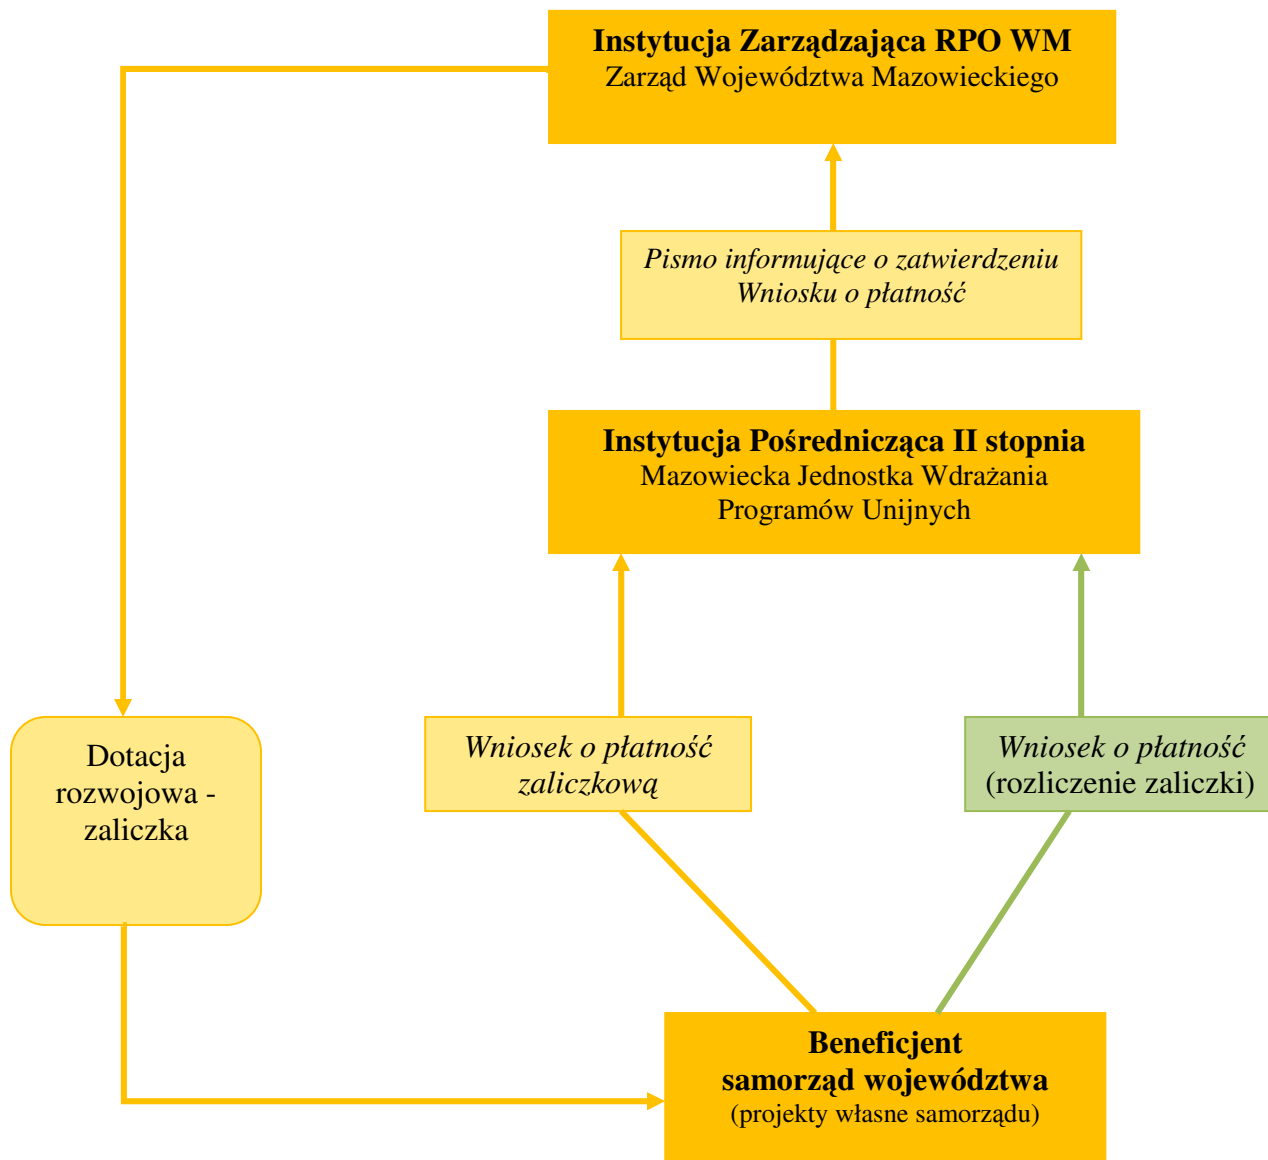 Instytucja Zarządzająca RPO WM
Zarząd Województwa Mazowieckiego
Pismo informujące o zatwierdzeniu
Wniosku o płatność
Instytucja Pośrednicząca II stopnia
Mazowiecka Jednostka Wdrażania
Programów Unijnych
Dotacja
rozwojowa -
zaliczka
Wniosek o płatność
zaliczkową
Wniosek o płatność
(rozliczenie zaliczki)
Beneficjent
samorząd województwa
(projekty własne samorządu)